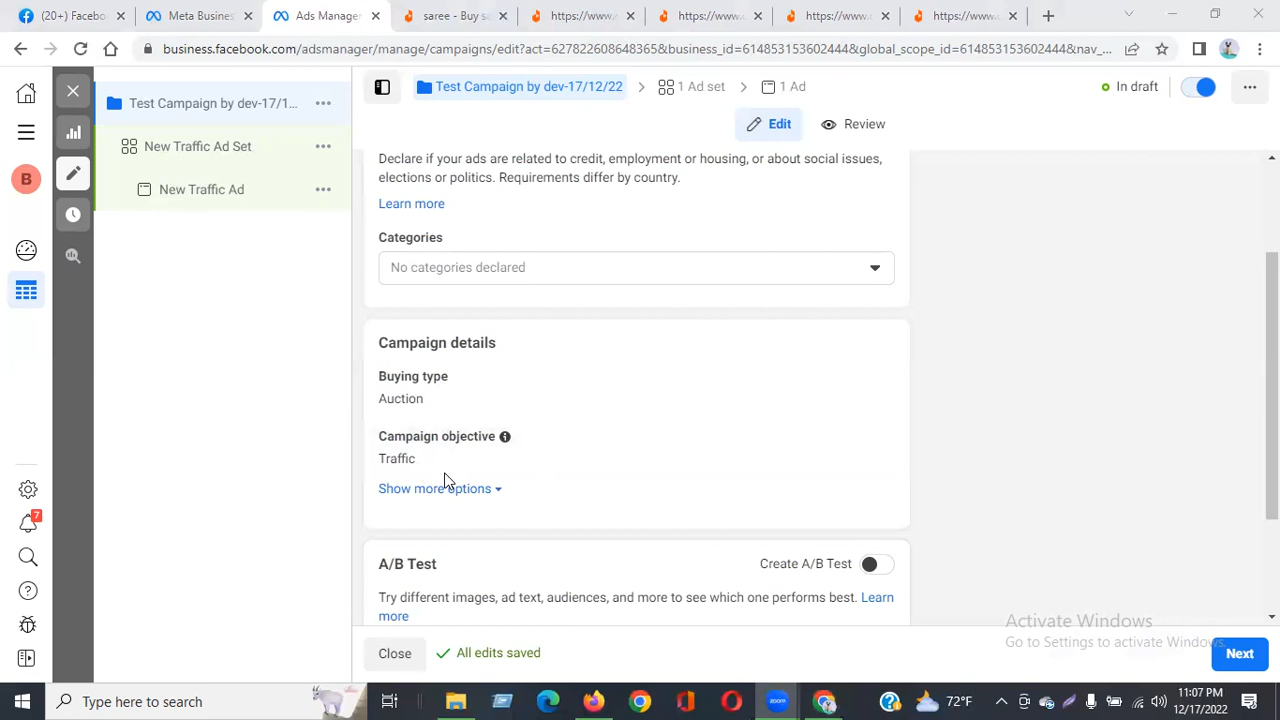 (20+) Facebo
Meta Business
Ads Manager
saree - Buy sa
https://www.
https://www.
https://www.
https://www.
business.facebook.com/adsmanager/manage/campaigns/edit?act=627822608648365&business_id=6148531536024444&global_scope_id=6148531536024444&nav_...
Test Campaign by dev-17/12/22
1 Ad set
1 Ad
In draft
Edit
Review
B
Test Campaign by dev-17/1...
New Traffic Ad Set
New Traffic Ad
Declare if your ads are related to credit, employment or housing, or about social issues,
elections or politics. Requirements differ by country.
Learn more
Categories
No categories declared
Campaign details
Buying type
Auction
Campaign objective
Traffic
Show more options
A/B Test
Create A/B Test
Try different images, ad text, audiences, and more to see which one performs best. Learn
more
Activate Windows
Go to Settings to activate Windows.
Close
All edits saved
Next
7
Type here to search
zoom
72°F
11:07 PM
12/17/2022